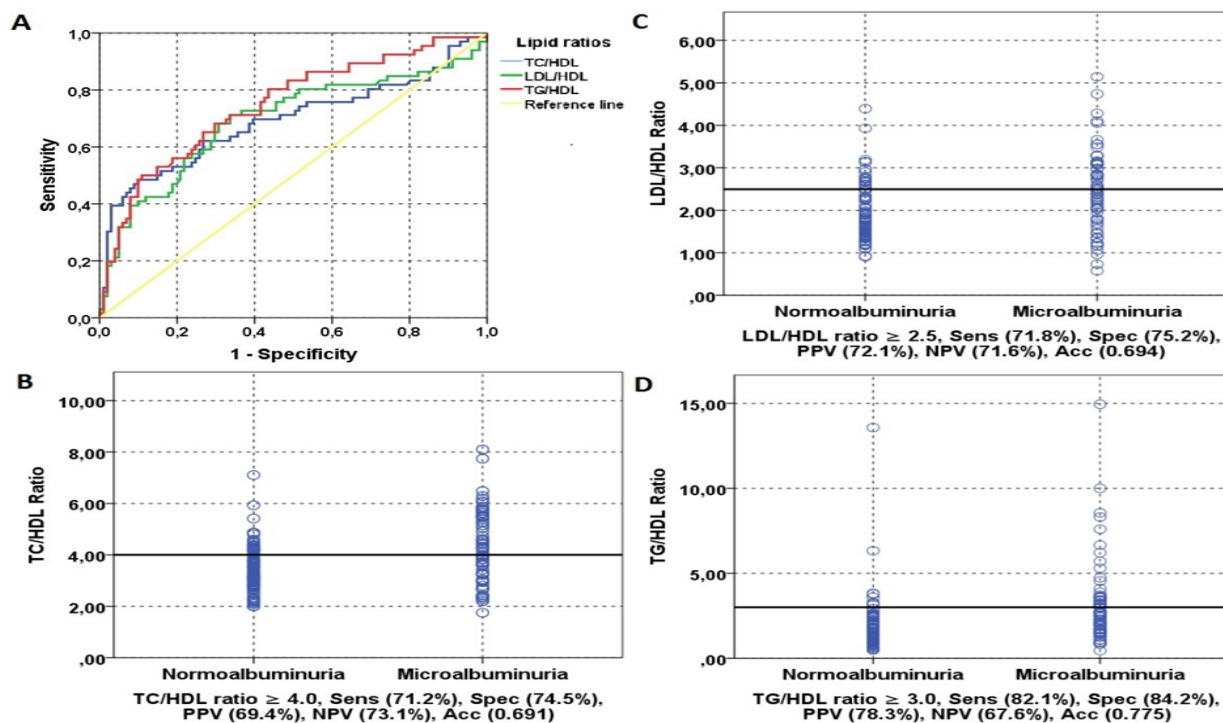 A
1,0
0,8
0,6
0,4
0,2
0,0
Sensitivity
0,0 0,2 0,4 0,6 0,8 1,0
1 - Specificity
Lipid ratios
TC/HDL
LDL/HDL
TG/HDL
Reference line
C
6,00
5,00
4,00
3,00
2,00
1,00
,00
LDL/HDL Ratio
Normoalbuminuria Microalbuminuria
LDL/HDL ratio ≥ 2.5, Sens (71.8%), Spec (75.2%),
PPV (72.1%), NPV (71.6%), Acc (0.694)
B
10,00
8,00
6,00
4,00
2,00
,00
TC/HDL Ratio
Normoalbuminuria Microalbuminuria
TC/HDL ratio ≥ 4.0, Sens (71.2%), Spec (74.5%),
PPV (69.4%), NPV (73.1%), Acc (0.691)
D
15,00
10,00
5,00
,00
TG/HDL Ratio
Normoalbuminuria Microalbuminuria
TG/HDL ratio ≥ 3.0, Sens (82.1%), Spec (84.2%),
PPV (78.3%), NPV (67.6%), Acc (0.775)